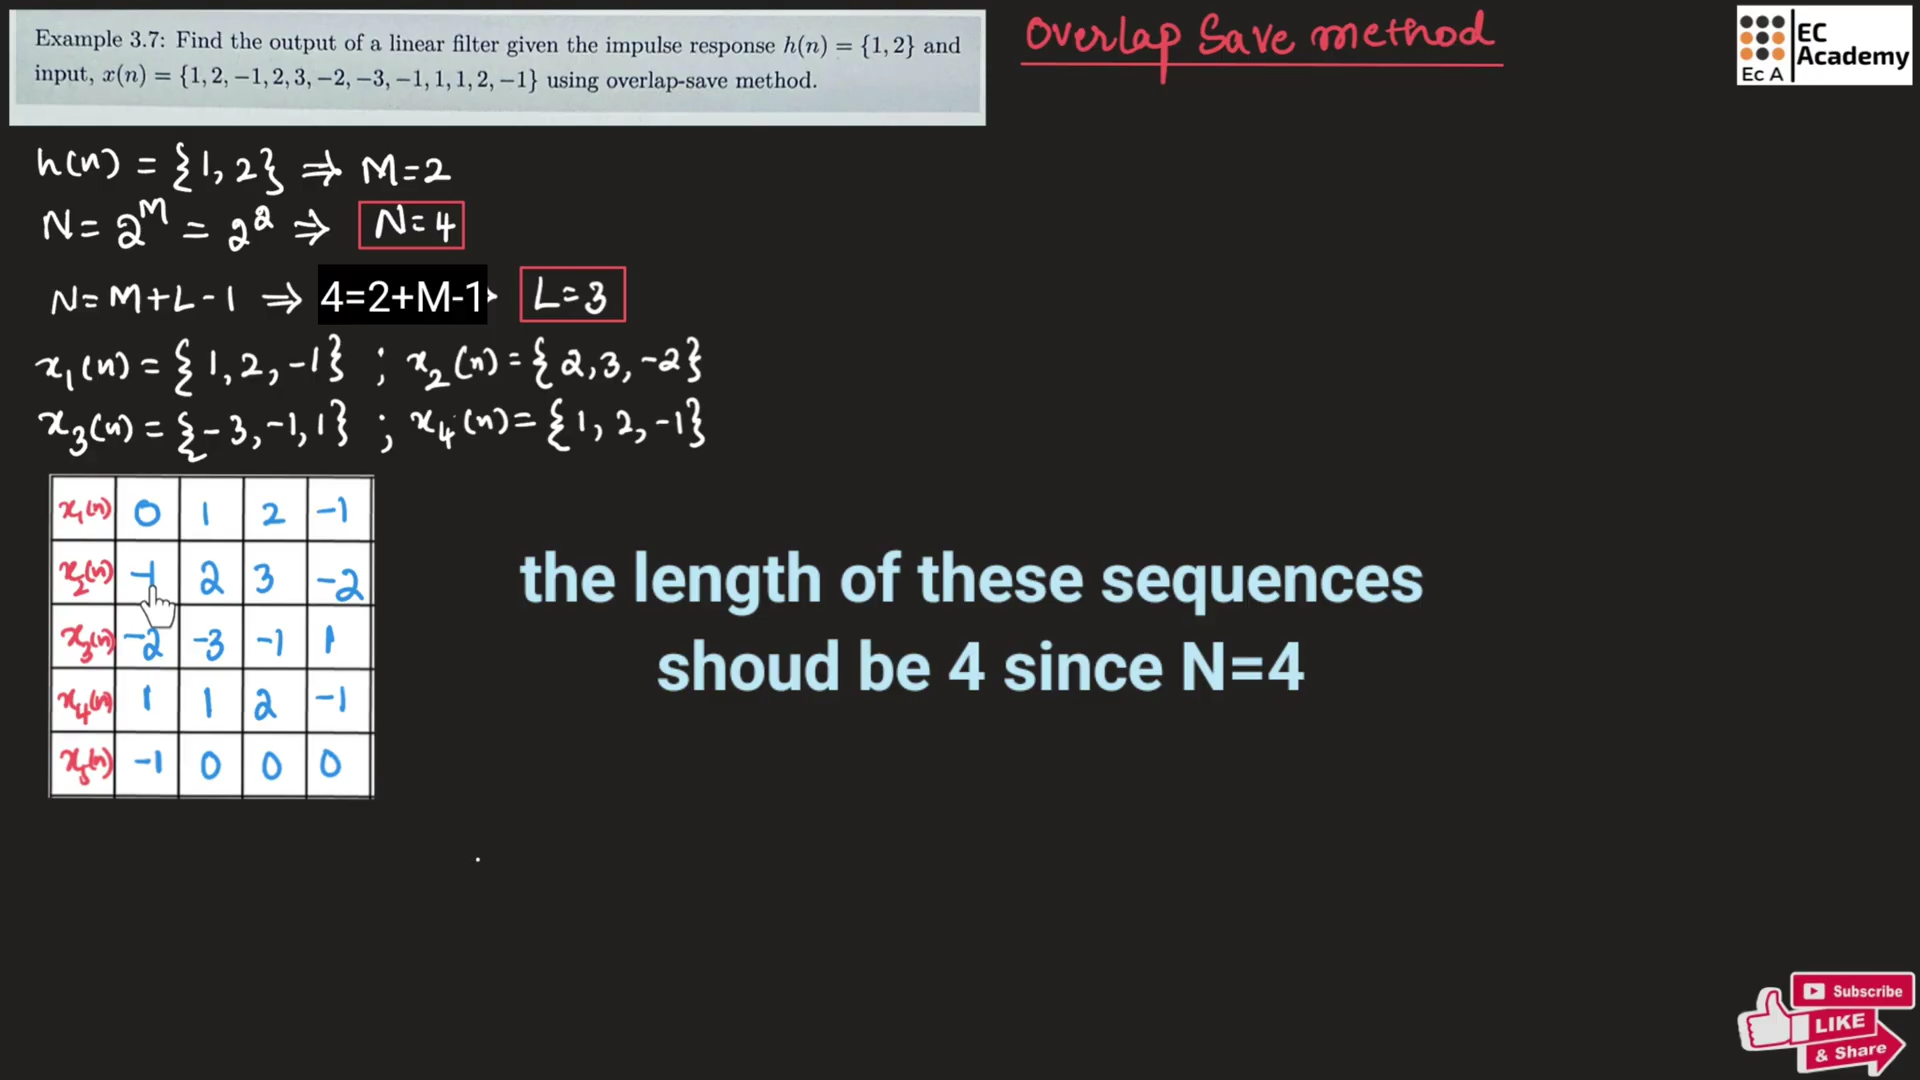 Example 3.7: Find the output of a linear filter given the impulse response h(n) = {1, 2} and
input, x(n) = {1, 2, −1, 2, 3, −2, −3, −1, 1, 1, 2, −1} using overlap-save method.
Overlap Save method
EC
Academy
Ec A
h(n) = {1, 2} ⇒ M=2
N = 2^M = 2^2 ⇒ N=4
N = M+L-1 ⇒ 4=2+M-1 L=3
x₁(n) = {1, 2, -1} ; x₂(n) = {2, 3, -2}
x₃(n) = {-3, -1, 1} ; x₄(n) = {1, 2, -1}
x₁(n) 0 1 2 -1
x₂(n) -1 2 3 -2
x₃(n) -2 -3 -1 1
x₄(n) 1 1 2 -1
x₅(n) -1 0 0 0
the length of these sequences
shoud be 4 since N=4
Subscribe
LIKE
& Share